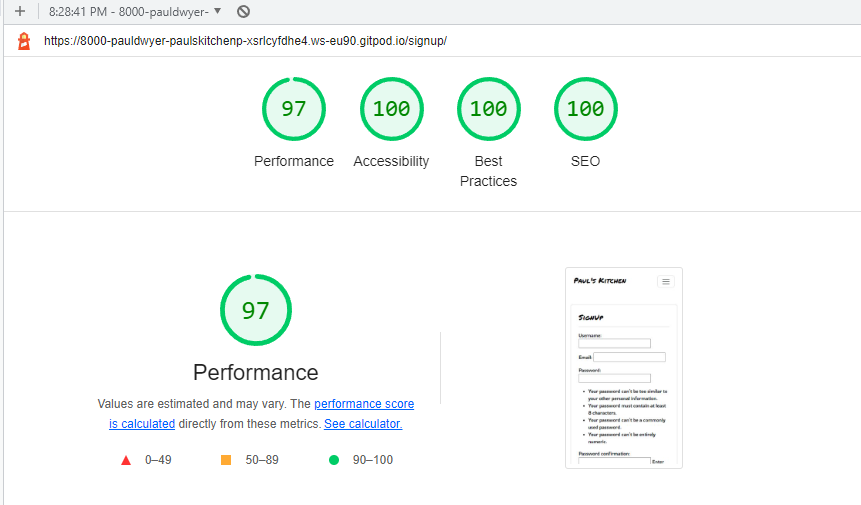 8:28:41 PM - 8000-pauldwyer-
https://8000-pauldwyer-paulskitchenp-xsrlcyfdhe4.ws-eu90.gitpod.io/signup/
97
100
100
100
Performance
Accessibility
Best
Practices
SEO
97
Performance
Values are estimated and may vary. The performance score
is calculated directly from these metrics. See calculator.
0–49
50–89
90–100
Paul's Kitchen
Signup
Username:
Email:
Password:
Your password can't be too similar to
your other personal information.
Your password must contain at least
8 characters.
Your password can't be a commonly
used password.
Your password can't be entirely
numeric.
Password confirmation:
Enter